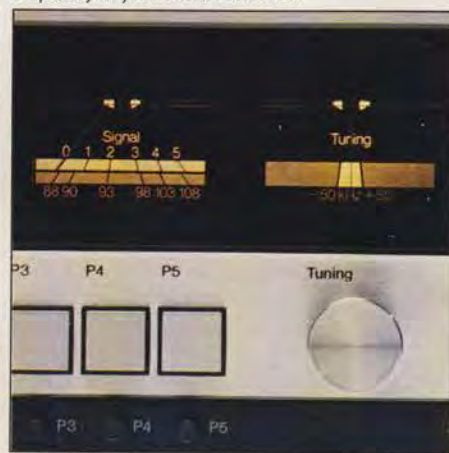 Signal
Tuning
0 1 2 3 4 5
88 90 93 98 103 108
-50 kHz +50
P3 P4 P5 Tuning
P3 P4 P5